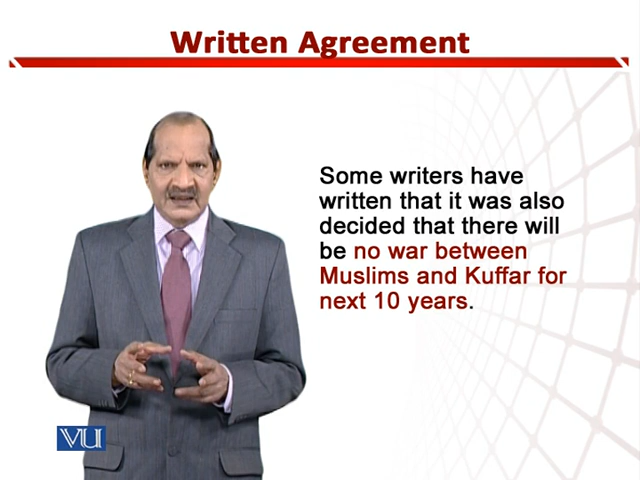 Written Agreement
Some writers have
written that it was also
decided that there will
be no war between
Muslims and Kuffar for
next 10 years.
VU